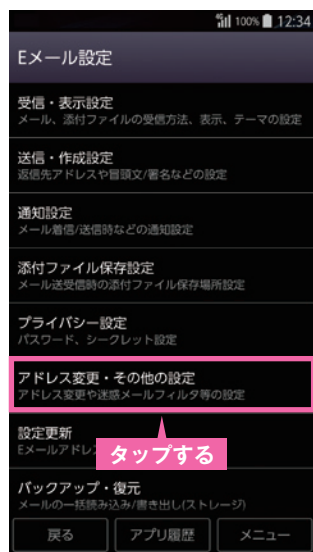 100% 12:34
Eメール設定
受信・表示設定
メール、添付ファイルの受信方法、表示、テーマの設定
送信・作成設定
返信先アドレスや冒頭文/署名などの設定
通知設定
メール着信/送信時などの通知設定
添付ファイル保存設定
メール送受信時の添付ファイル保存場所設定
プライバシー設定
パスワード、シークレット設定
アドレス変更・その他の設定
アドレス変更や迷惑メールフィルタ等の設定
設定更新
Eメールアドレ
タップする
バックアップ・復元
メールの一括読み込み/書き出し(ストレージ)
戻る アプリ履歴 メニュー